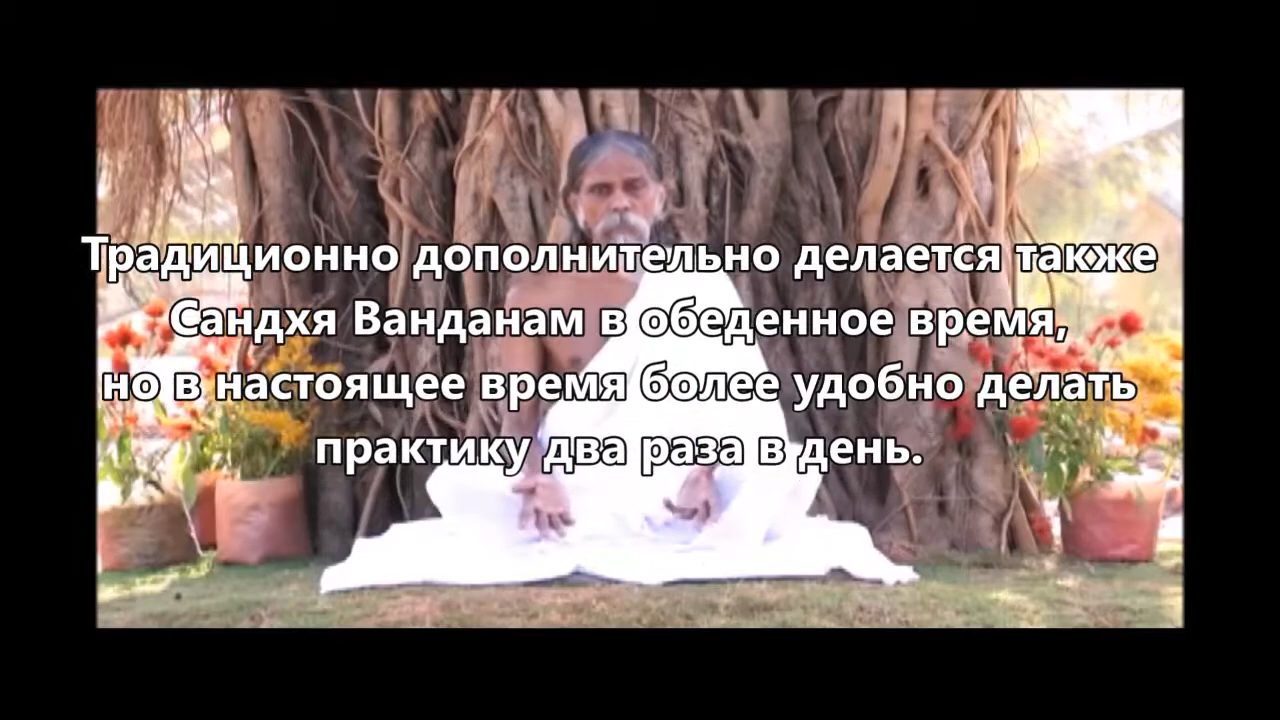 Традиционно дополнительно делается также
Сандхя Ванданам в обеденное время,
но в настоящее время более удобно делать
практику два раза в день.